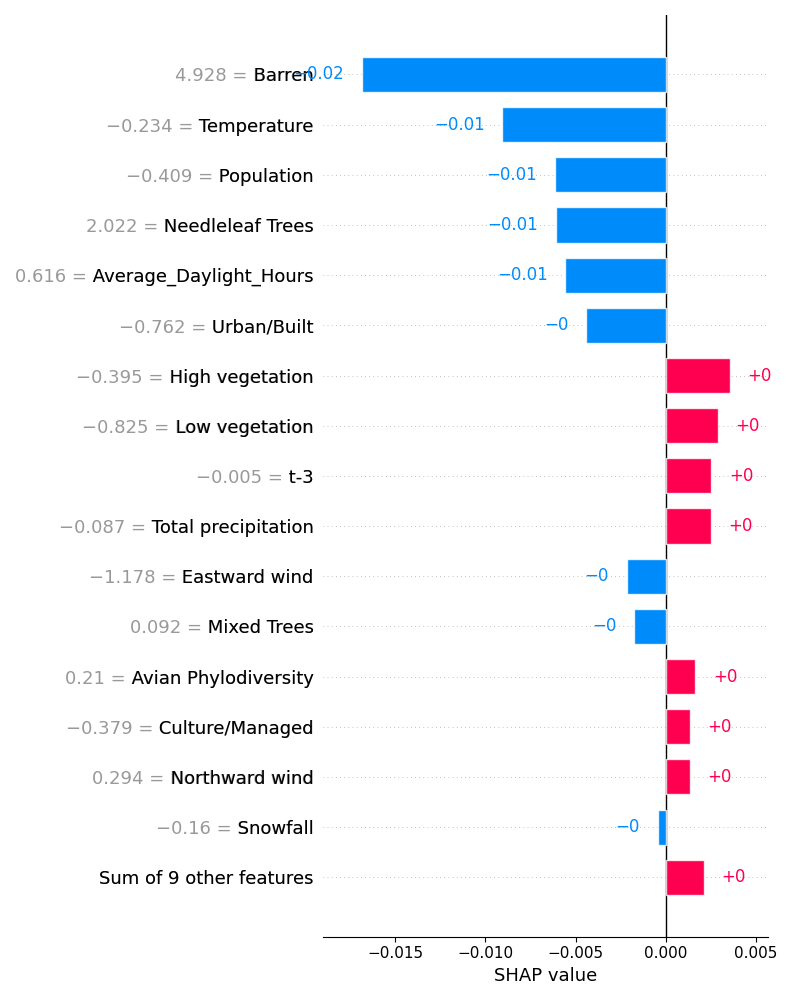 4.928 = Barren −0.02
−0.234 = Temperature −0.01
−0.409 = Population −0.01
2.022 = Needleleaf Trees −0.01
0.616 = Average_Daylight_Hours −0.01
−0.762 = Urban/Built −0
−0.395 = High vegetation +0
−0.825 = Low vegetation +0
−0.005 = t-3 +0
−0.087 = Total precipitation +0
−1.178 = Eastward wind −0
0.092 = Mixed Trees −0
0.21 = Avian Phylodiversity +0
−0.379 = Culture/Managed +0
0.294 = Northward wind +0
−0.16 = Snowfall −0
Sum of 9 other features +0
−0.015 −0.010 −0.005 0.000 0.005
SHAP value